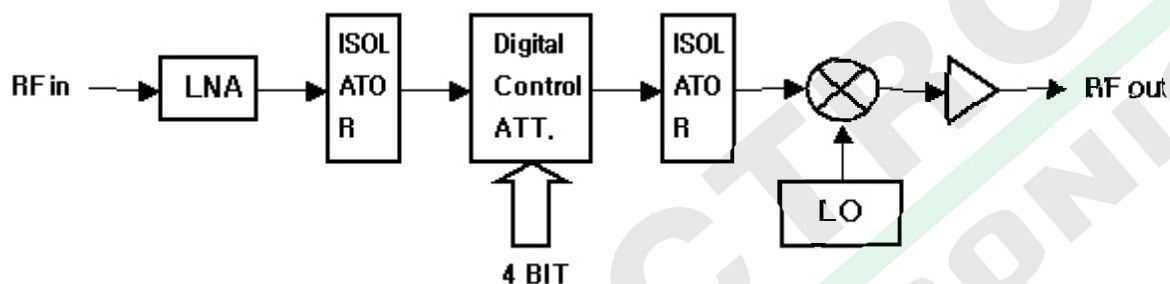 RF in
LNA
ISOL
ATO
R
Digital
Control
ATT.
4 BIT
ISOL
ATO
R
LO
RF out